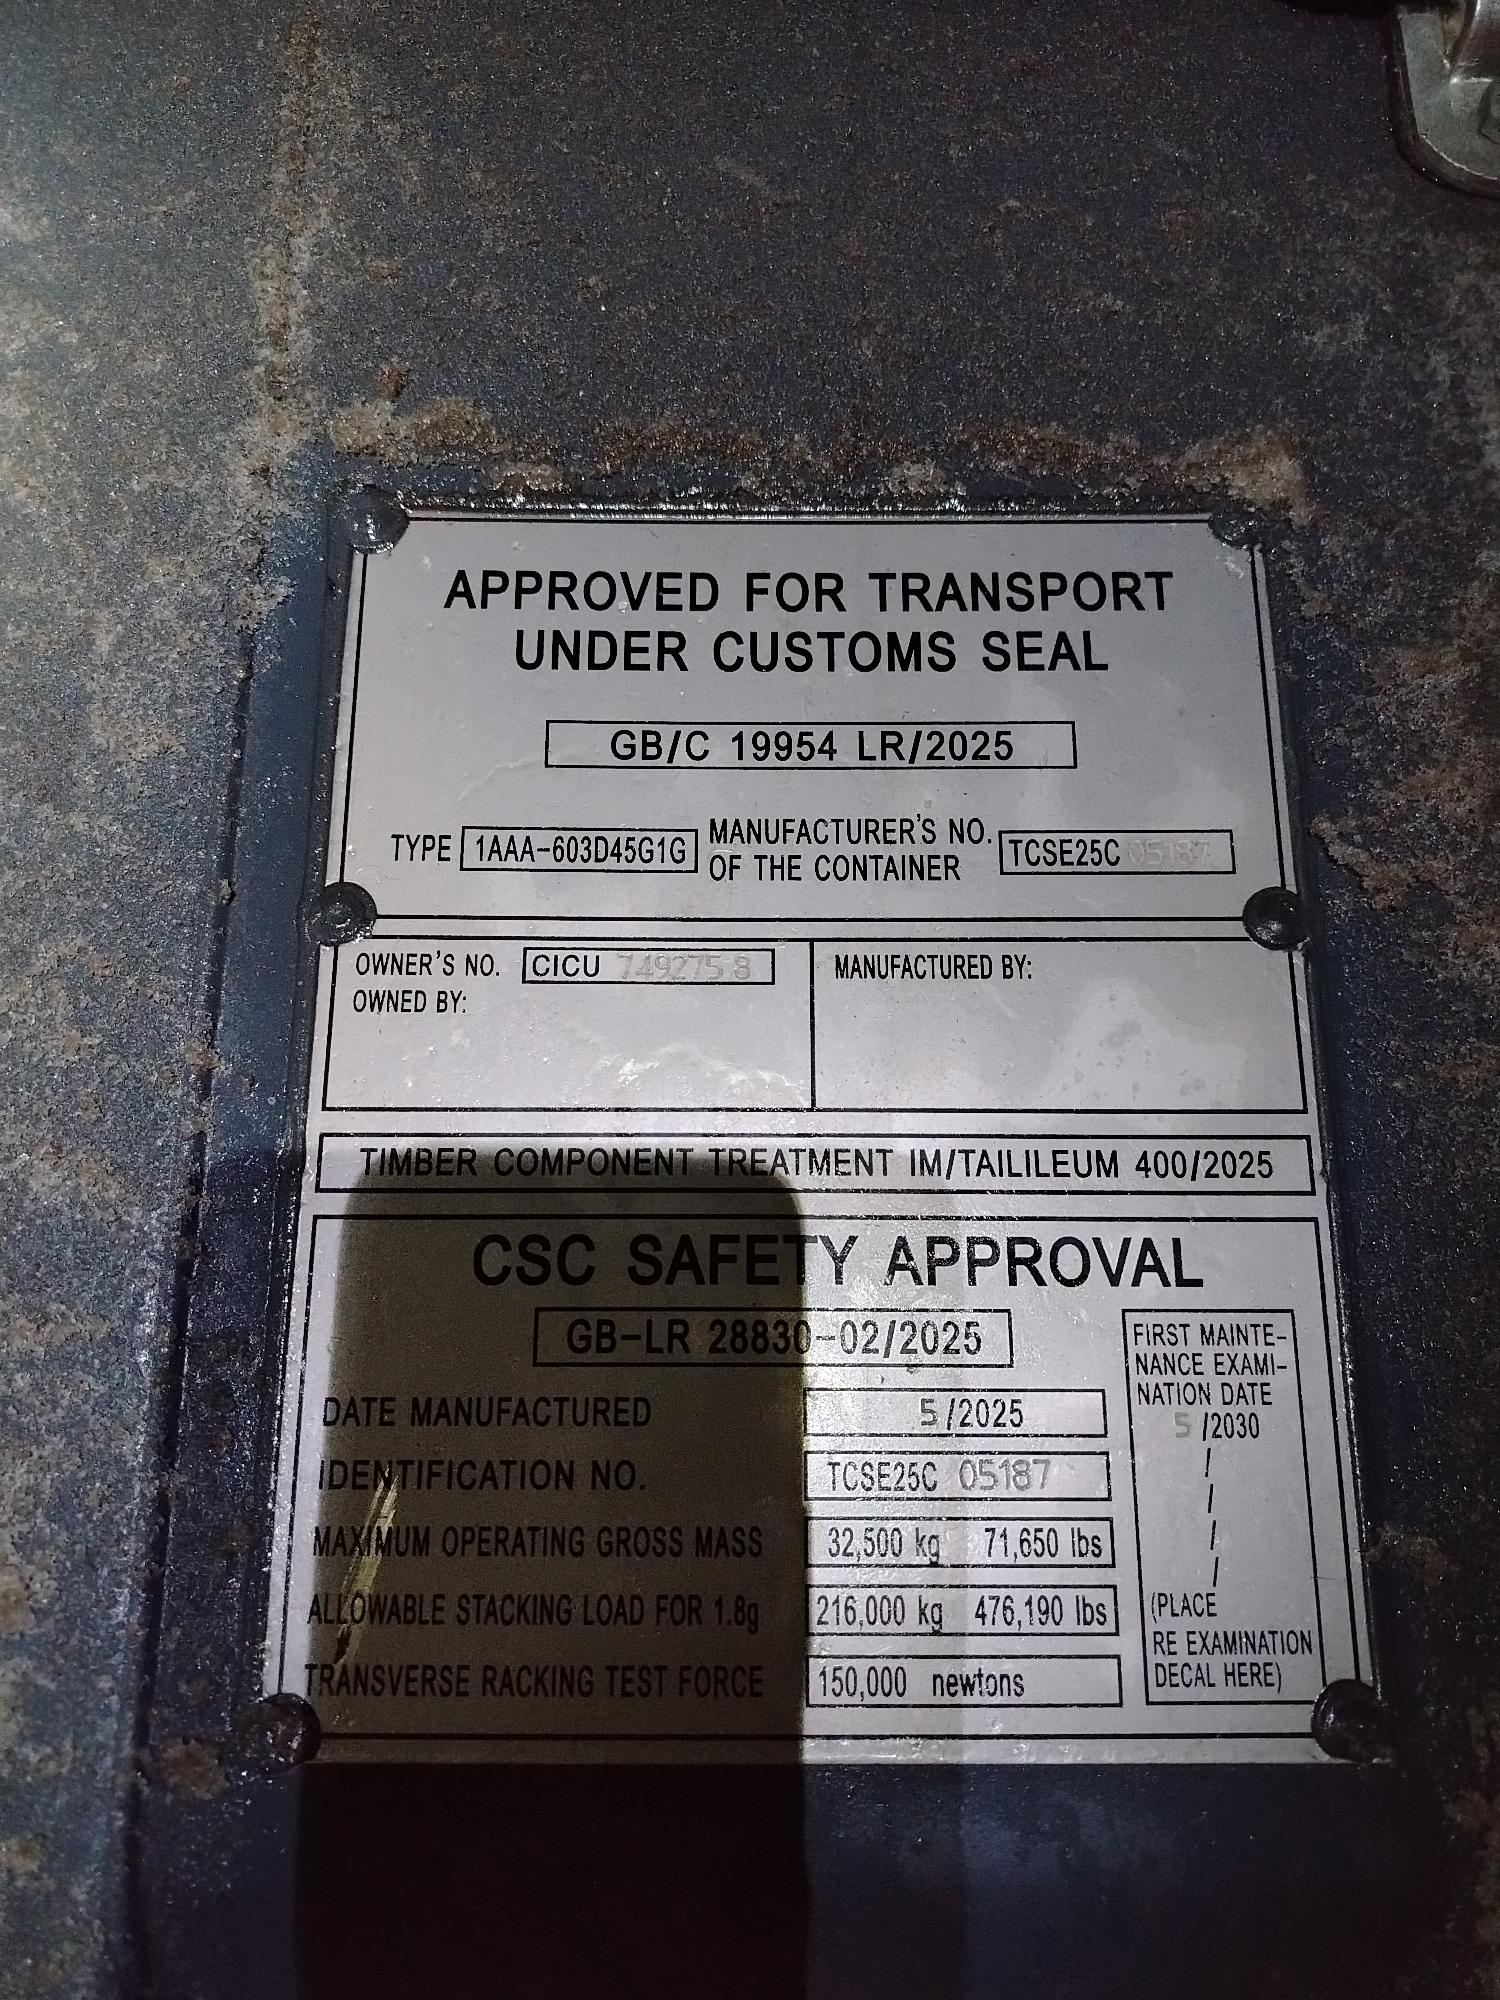 APPROVED FOR TRANSPORT
UNDER CUSTOMS SEAL
GB/C 19954 LR/2025
TYPE 1AAA-603D45G1G
MANUFACTURER'S NO.
OF THE CONTAINER
TCSE25C 05187
OWNER'S NO. CICU 749275 8
OWNED BY:
MANUFACTURED BY:
TIMBER COMPONENT TREATMENT IM/TAILILEUM 400/2025
CSC SAFETY APPROVAL
GB-LR 28830-02/2025
DATE MANUFACTURED 5/2025
IDENTIFICATION NO. TCSE25C 05187
MAXIMUM OPERATING GROSS MASS 32,500 kg 71,650 lbs
ALLOWABLE STACKING LOAD FOR 1.8g 216,000 kg 476,190 lbs
TRANSVERSE RACKING TEST FORCE 150,000 newtons
FIRST MAINTE-
NANCE EXAMI-
NATION DATE
5 /2030
/
/
/
/
/
(PLACE
RE EXAMINATION
DECAL HERE)